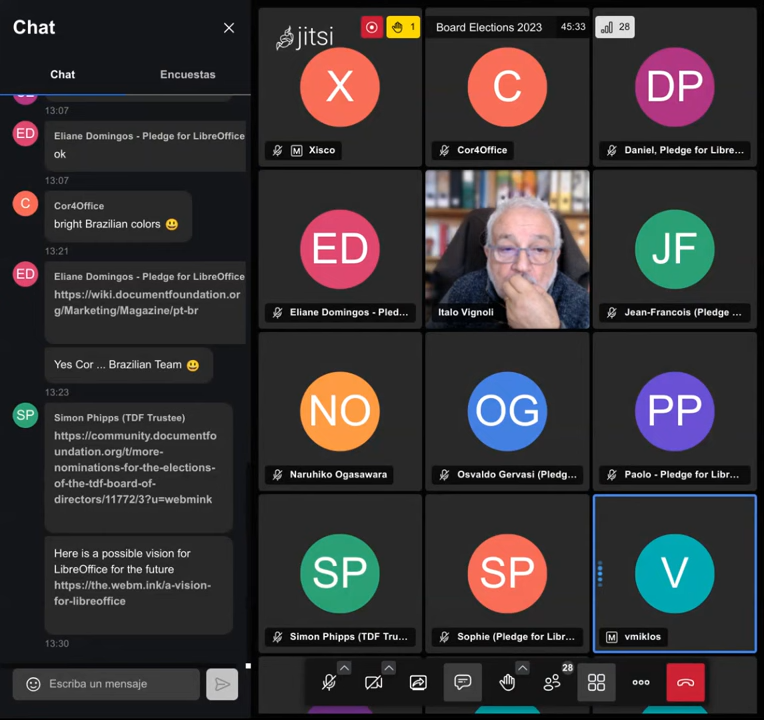 Chat
Chat
Encuestas
13:07
ED
Eliane Domingos - Pledge for LibreOffice
ok
13:07
C
Cor4Office
bright Brazilian colors 😃
13:21
ED
Eliane Domingos - Pledge for LibreOffice
https://wiki.documentfoundation.or
g/Marketing/Magazine/pt-br
Yes Cor ... Brazilian Team 😃
13:23
SP
Simon Phipps (TDF Trustee)
https://community.documentfo
undation.org/t/more-
nominations-for-the-elections-
of-the-tdf-board-of-
directors/11772/3?u=webmink
Here is a possible vision for
LibreOffice for the future
https://the.webm.ink/a-vision-
for-libreoffice
13:30
Escriba un mensaje
jitsi
1
Board Elections 2023
45:33
28
X
M Xisco
C
Cor4Office
DP
Daniel, Pledge for Libre...
ED
Eliane Domingos - Pled...
Italo Vignoli
JF
Jean-Francois (Pledge ...
NO
Naruhiko Ogasawara
OG
Osvaldo Gervasi (Pledg...
PP
Paolo - Pledge for Libr...
SP
Simon Phipps (TDF Tru...
SP
Sophie (Pledge for Libr...
V
M vmiklos
28